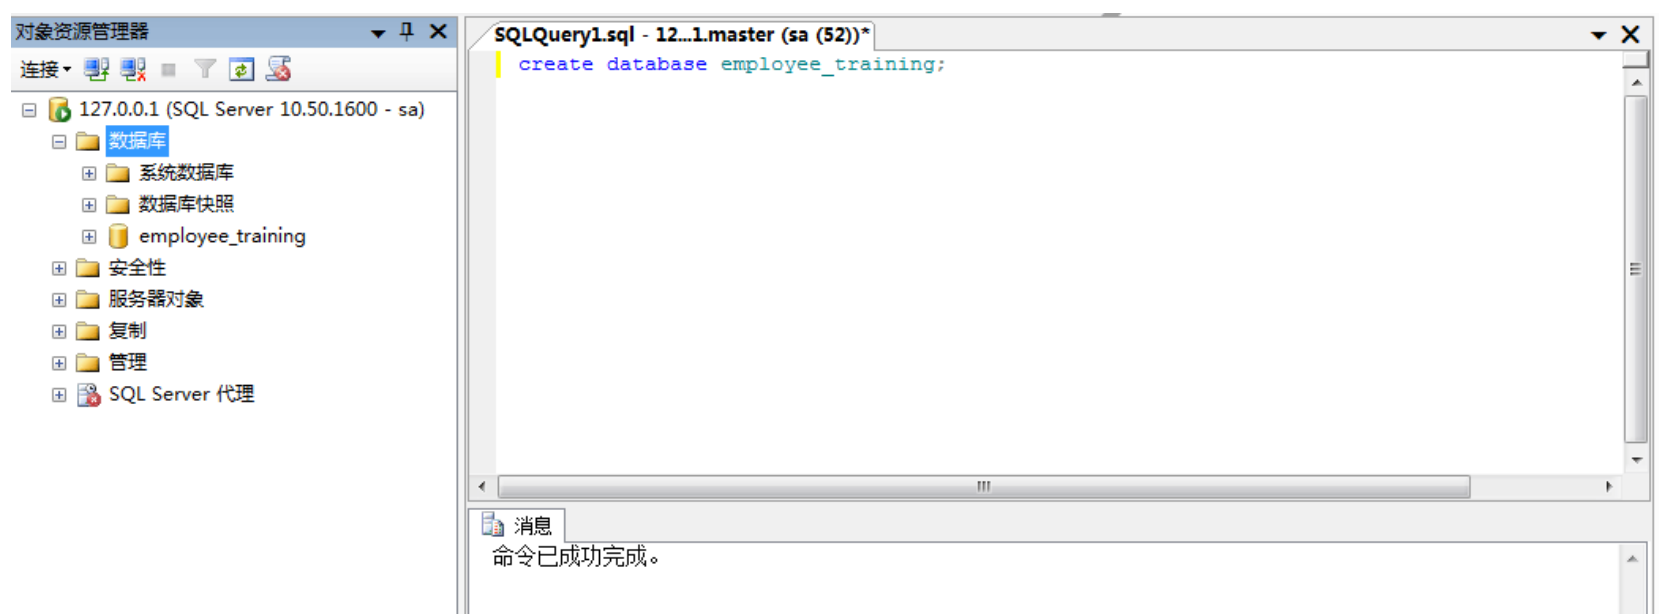 对象资源管理器
连接
127.0.0.1 (SQL Server 10.50.1600 - sa)
数据库
系统数据库
数据库快照
employee_training
安全性
服务器对象
复制
管理
SQL Server 代理
SQLQuery1.sql - 12...1.master (sa (52))*
create database employee_training;
消息
命令已成功完成。